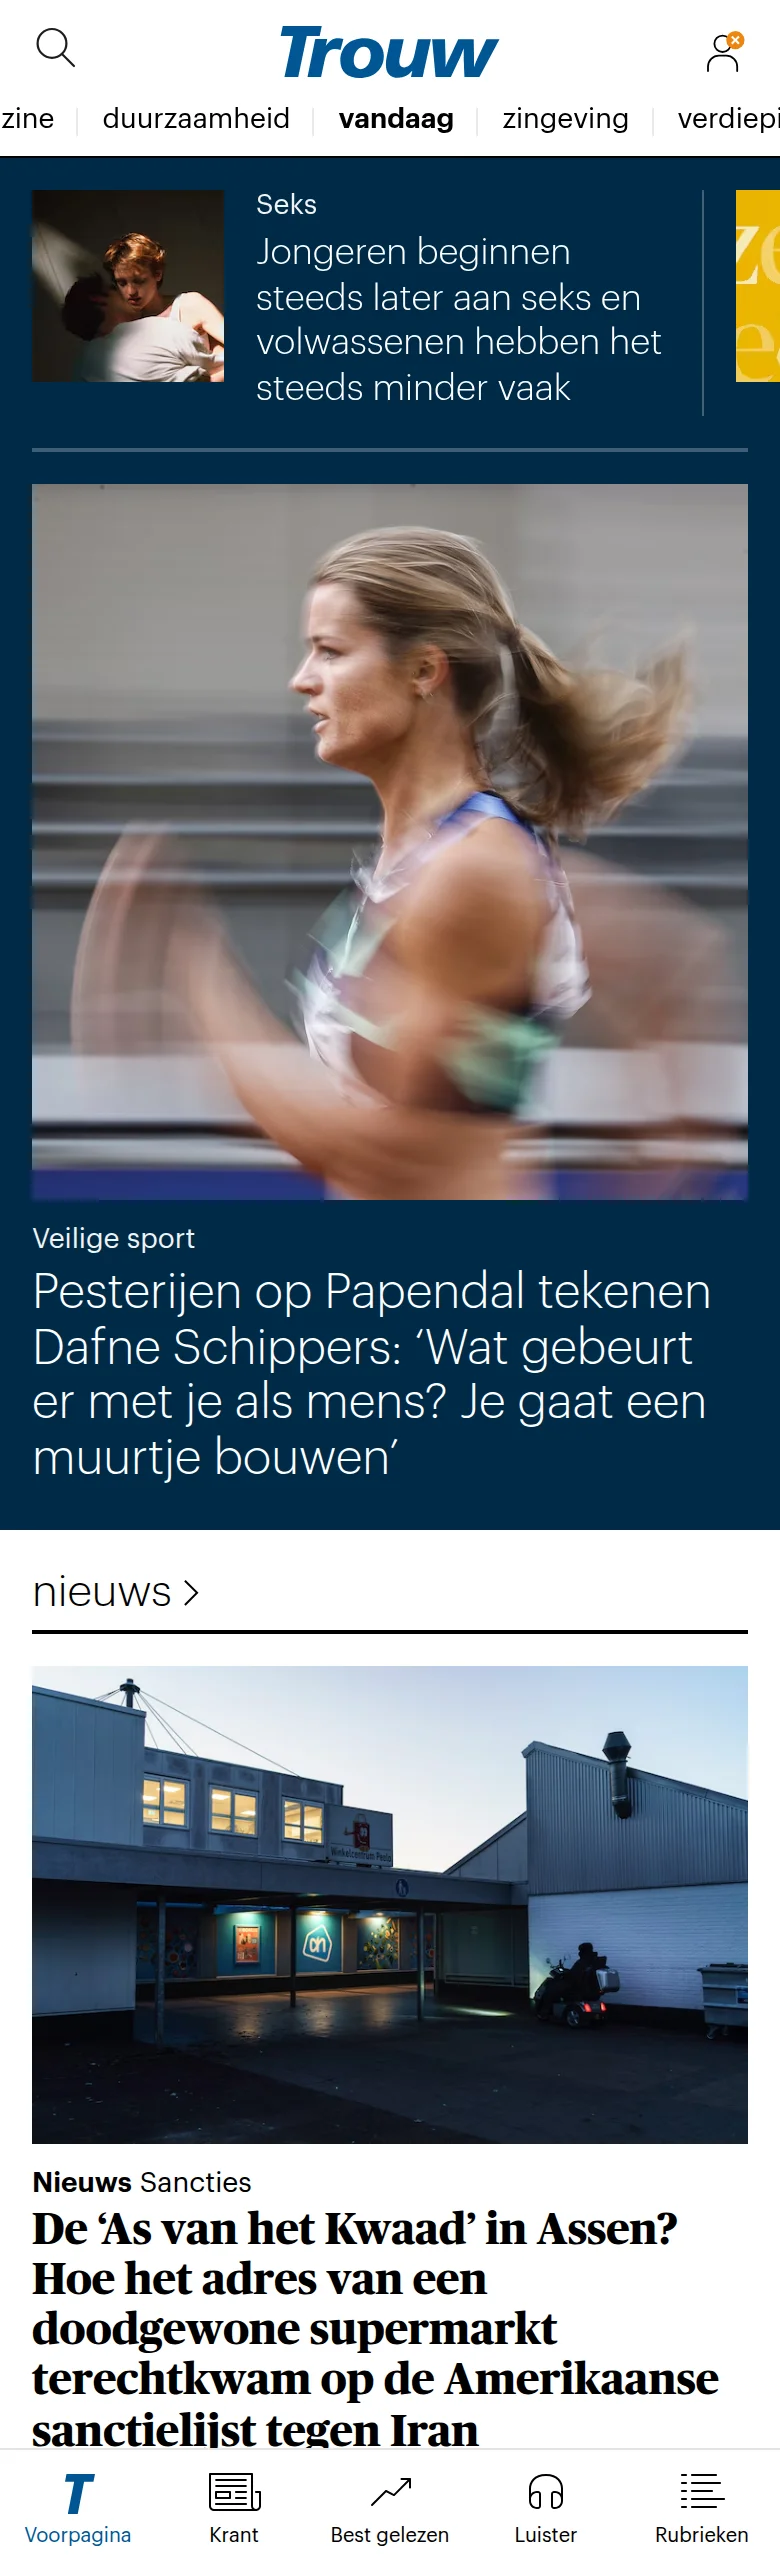 Trouw
zine duurzaamheid vandaag zingeving verdiepi
Seks
Jongeren beginnen
steeds later aan seks en
volwassenen hebben het
steeds minder vaak
Veilige sport
Pesterijen op Papendal tekenen
Dafne Schippers: ‘Wat gebeurt
er met je als mens? Je gaat een
muurtje bouwen’
nieuws
Winkelcentrum Peelo
ah
Nieuws Sancties
De ‘As van het Kwaad’ in Assen?
Hoe het adres van een
doodgewone supermarkt
terechtkwam op de Amerikaanse
sanctielijst tegen Iran
T
Voorpagina Krant Best gelezen Luister Rubrieken